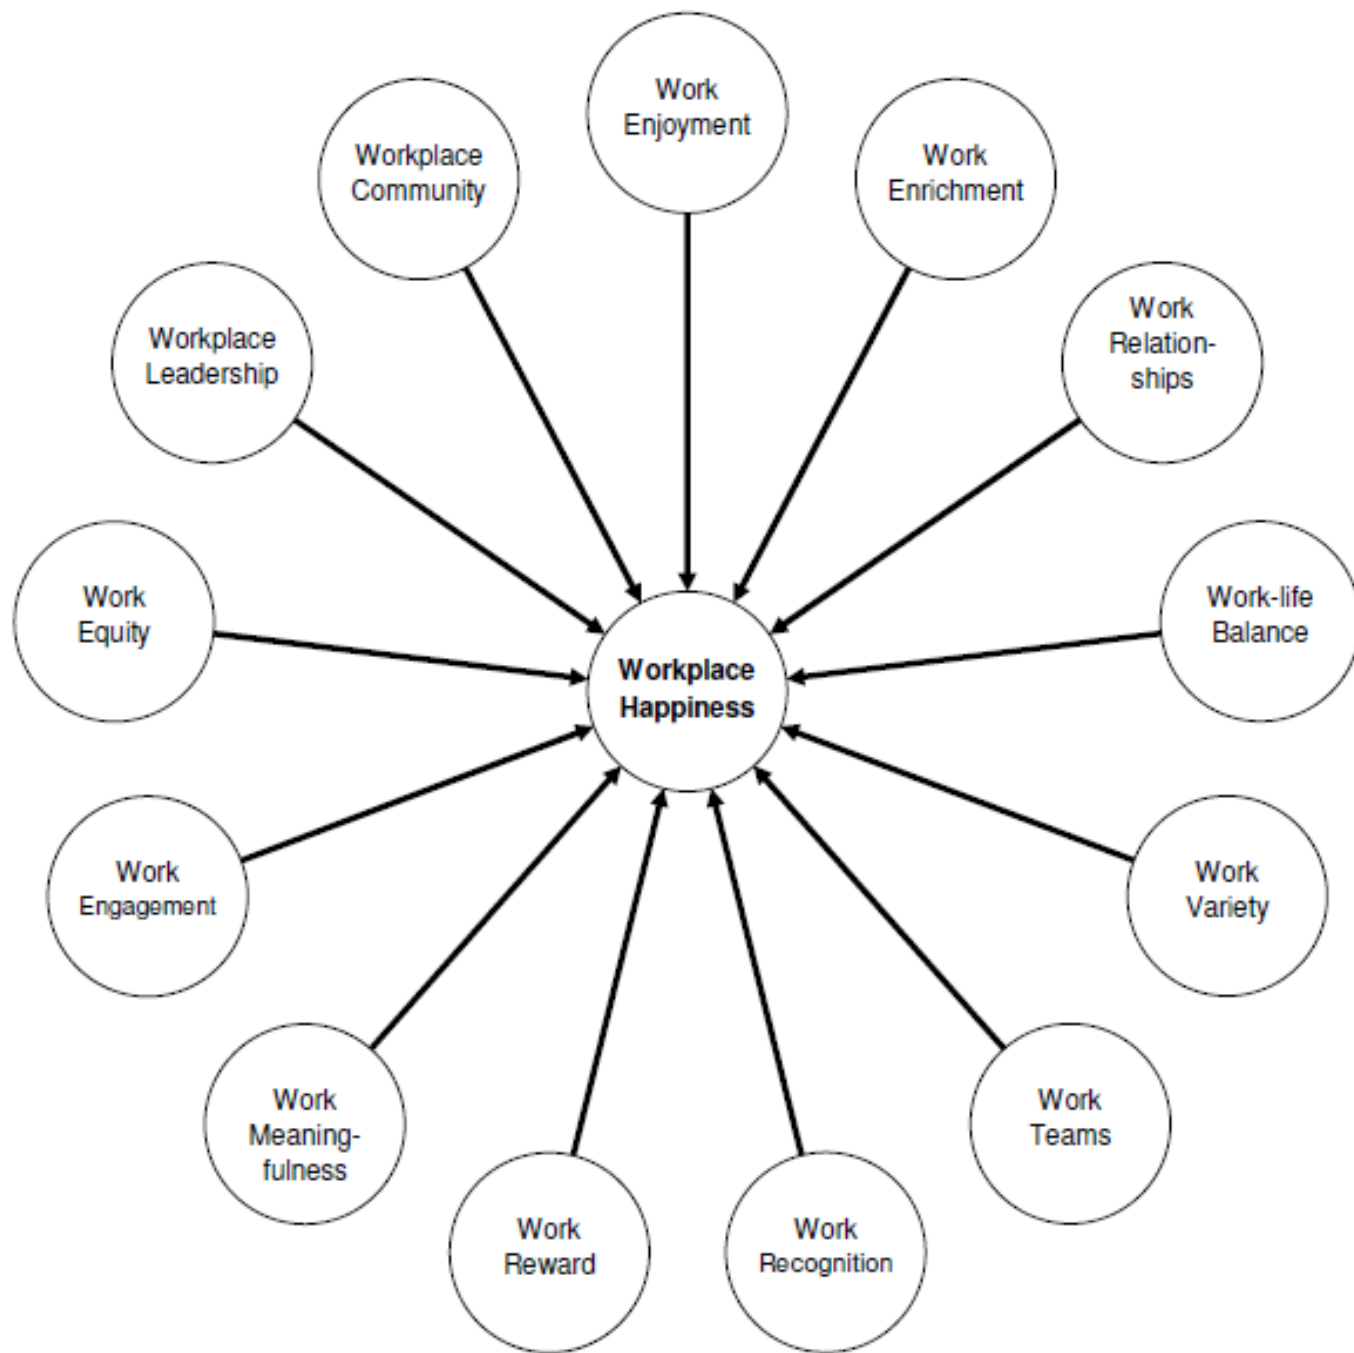 Work
Enjoyment
Work
Enrichment
Work
Relation-
ships
Work-life
Balance
Work
Variety
Work
Teams
Work
Recognition
Work
Reward
Work
Meaning-
fulness
Work
Engagement
Work
Equity
Workplace
Leadership
Workplace
Community
Workplace
Happiness